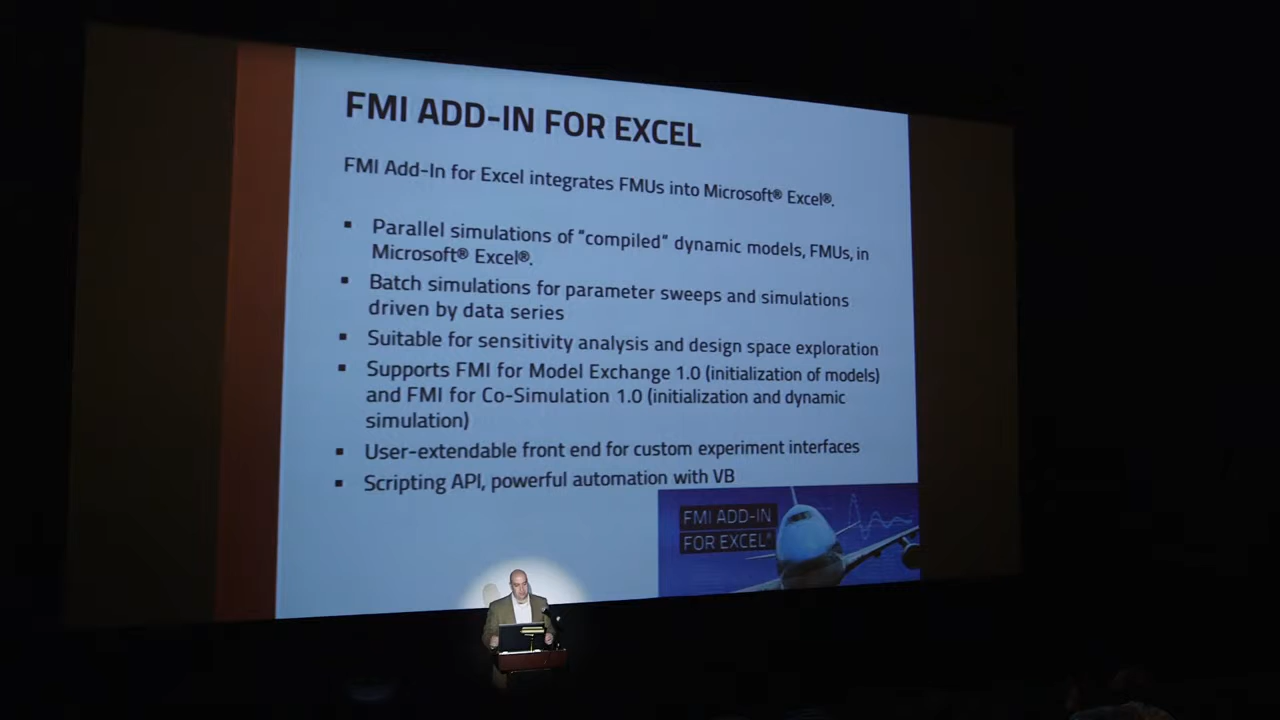 FMI ADD-IN FOR EXCEL
FMI Add-In for Excel integrates FMUs into Microsoft® Excel®.
▪ Parallel simulations of “compiled” dynamic models, FMUs, in
Microsoft® Excel®.
▪ Batch simulations for parameter sweeps and simulations
driven by data series
▪ Suitable for sensitivity analysis and design space exploration
▪ Supports FMI for Model Exchange 1.0 (initialization of models)
and FMI for Co-Simulation 1.0 (initialization and dynamic
simulation)
▪ User-extendable front end for custom experiment interfaces
▪ Scripting API, powerful automation with VB
FMI ADD-IN
FOR EXCEL®